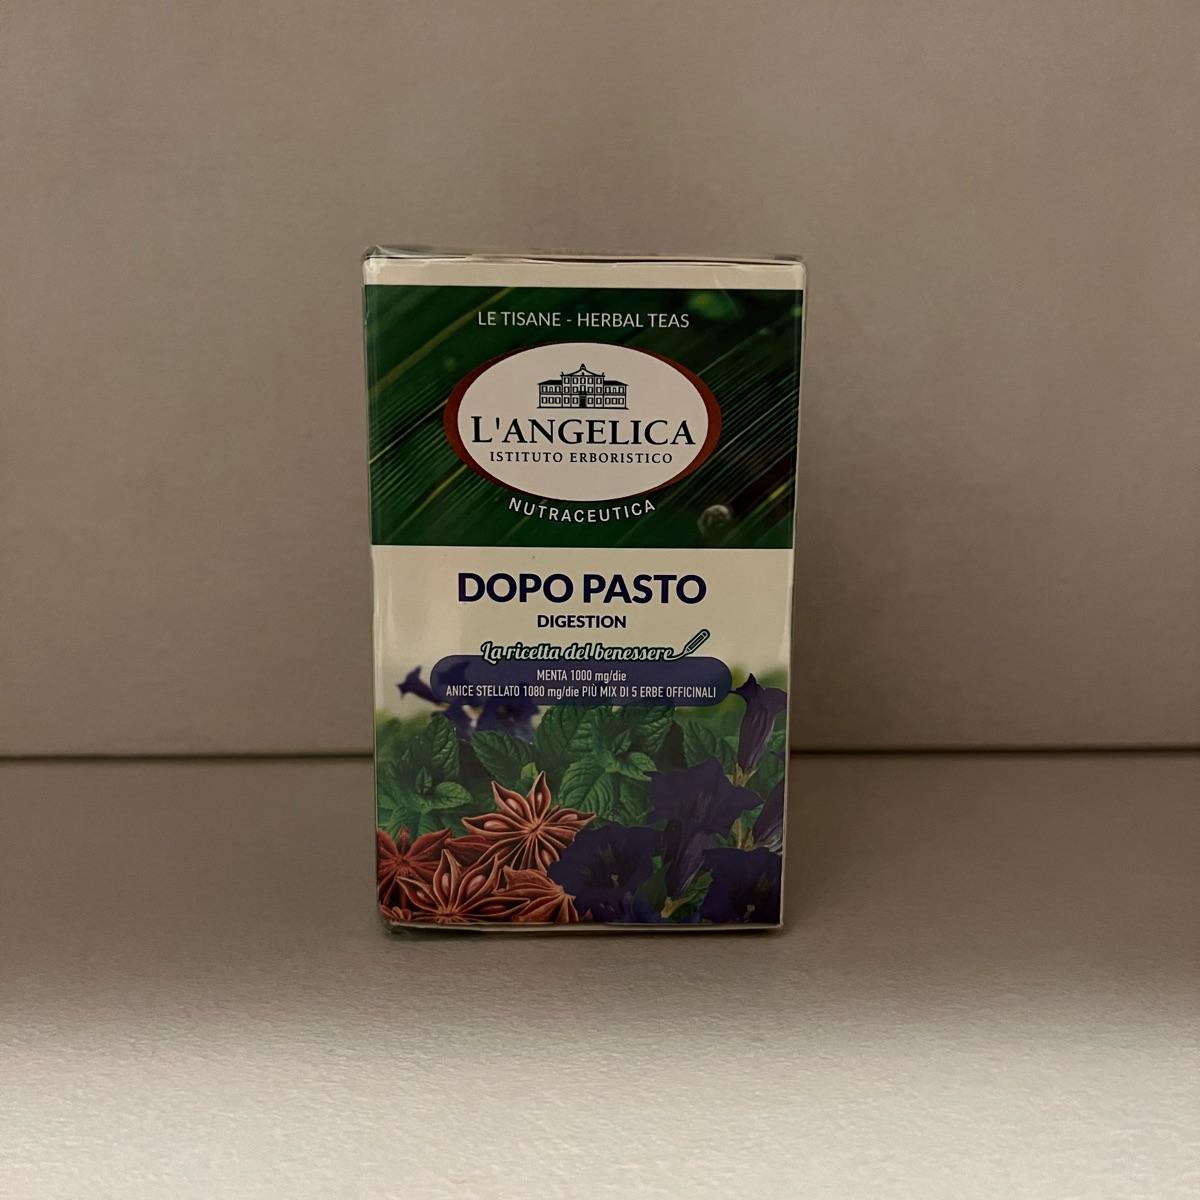 LE TISANE - HERBAL TEAS
L'ANGELICA
ISTITUTO ERBORISTICO
NUTRACEUTICA
DOPO PASTO
DIGESTION
La ricetta del benessere
MENTA 1000 mg/die
ANICE STELLATO 1080 mg/die PIÙ MIX DI 5 ERBE OFFICINALI